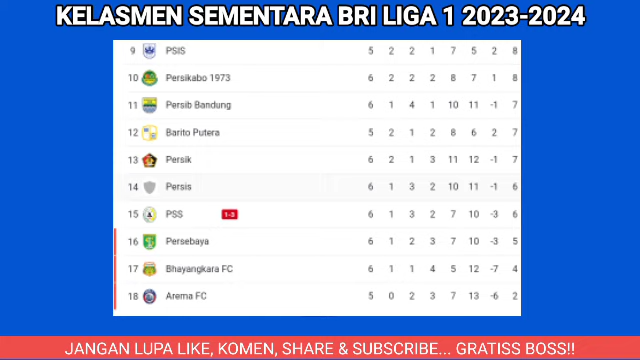 KELASMEN SEMENTARA BRI LIGA 1 2023-2024
9 PSIS 5 2 2 1 7 5 2 8
10 Persikabo 1973 6 2 2 2 8 7 1 8
11 Persib Bandung 6 1 4 1 10 11 -1 7
12 Barito Putera 5 2 1 2 8 6 2 7
13 Persik 6 2 1 3 11 12 -1 7
14 Persis 6 1 3 2 10 11 -1 6
15 PSS 1-3 6 1 3 2 7 10 -3 6
16 Persebaya 6 1 2 3 7 10 -3 5
17 Bhayangkara FC 6 1 1 4 5 12 -7 4
18 Arema FC 5 0 2 3 7 13 -6 2
JANGAN LUPA LIKE, KOMEN, SHARE & SUBSCRIBE... GRATISS BOSS!!